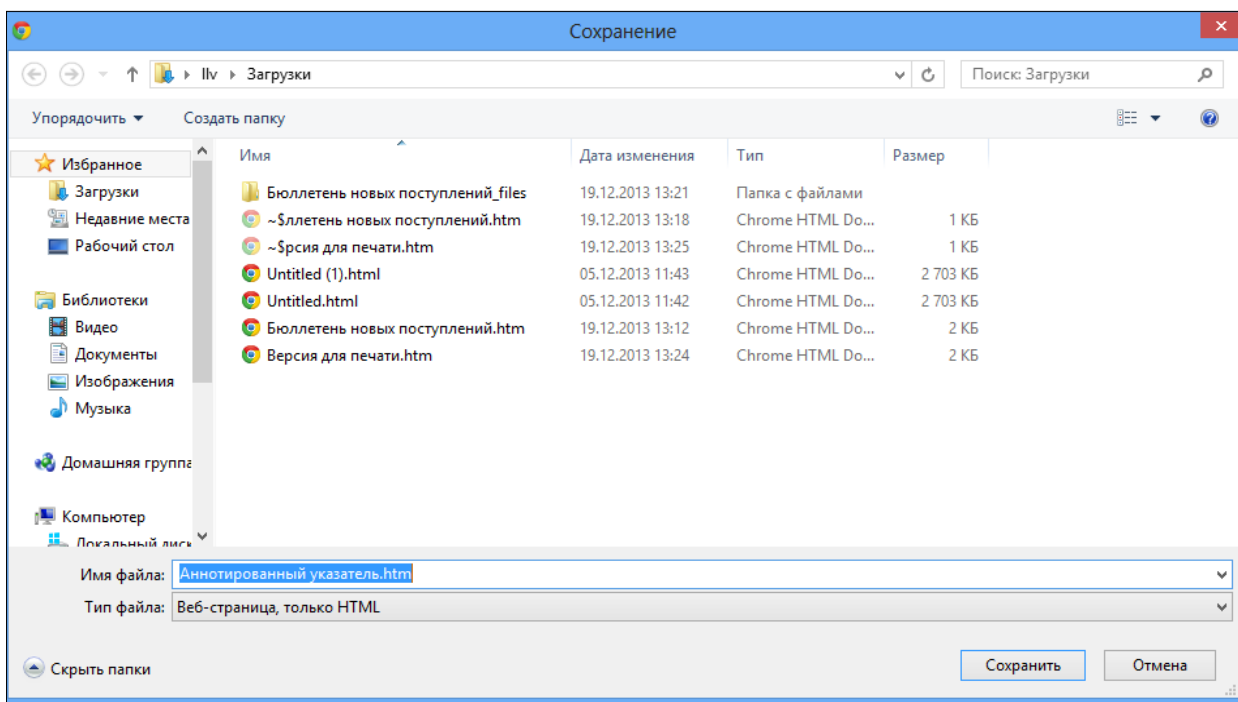 Сохранение
llv ▸ Загрузки
Поиск: Загрузки
Упорядочить
Создать папку
Избранное
Загрузки
Недавние места
Рабочий стол
Библиотеки
Видео
Документы
Изображения
Музыка
Домашняя группа
Компьютер
Локальный диск
Имя Дата изменения Тип Размер
Бюллетень новых поступлений_files 19.12.2013 13:21 Папка с файлами
~$ллетень новых поступлений.htm 19.12.2013 13:18 Chrome HTML Do... 1 КБ
~$рсия для печати.htm 19.12.2013 13:25 Chrome HTML Do... 1 КБ
Untitled (1).html 05.12.2013 11:43 Chrome HTML Do... 2 703 КБ
Untitled.html 05.12.2013 11:42 Chrome HTML Do... 2 703 КБ
Бюллетень новых поступлений.htm 19.12.2013 13:12 Chrome HTML Do... 2 КБ
Версия для печати.htm 19.12.2013 13:24 Chrome HTML Do... 2 КБ
Имя файла: Аннотированный указатель.htm
Тип файла: Веб-страница, только HTML
Скрыть папки
Сохранить
Отмена